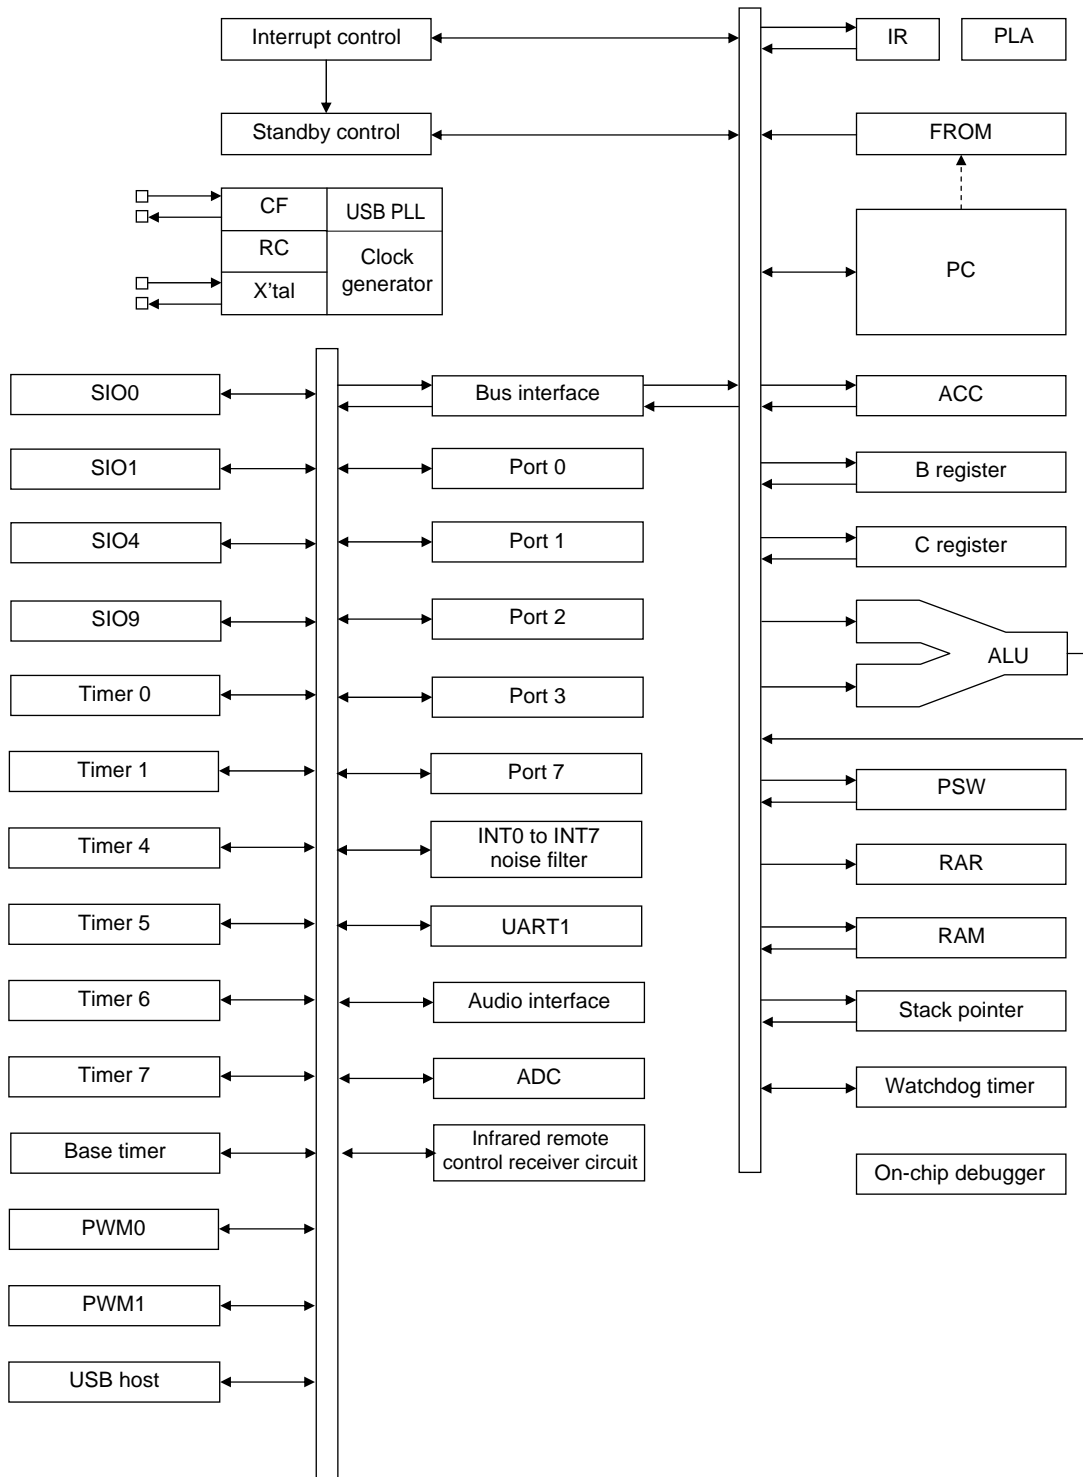 Interrupt control
IR
PLA
Standby control
FROM
CF
USB PLL
RC
Clock
generator
X'tal
PC
SIO0
Bus interface
ACC
SIO1
Port 0
B register
SIO4
Port 1
C register
SIO9
Port 2
ALU
Timer 0
Port 3
Timer 1
Port 7
PSW
Timer 4
INT0 to INT7
noise filter
RAR
Timer 5
UART1
RAM
Timer 6
Audio interface
Stack pointer
Timer 7
ADC
Watchdog timer
Base timer
Infrared remote
control receiver circuit
On-chip debugger
PWM0
PWM1
USB host